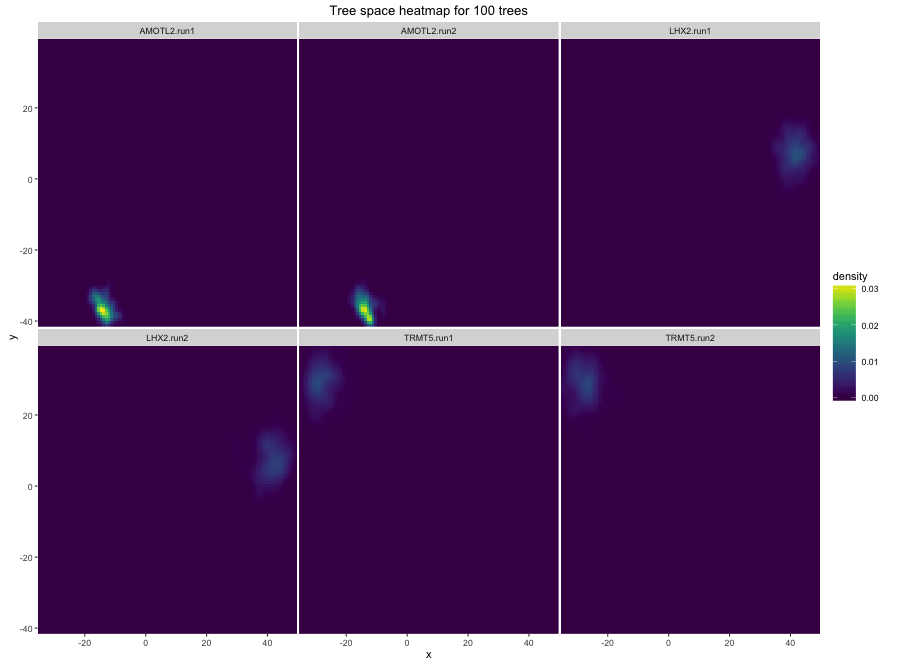 Tree space heatmap for 100 trees
AMOTL2.run1
AMOTL2.run2
LHX2.run1
20
0
-20
-40
y
LHX2.run2
TRMT5.run1
TRMT5.run2
20
0
-20
-40
-20 0 20 40
-20 0 20 40
-20 0 20 40
x
density
0.03
0.02
0.01
0.00